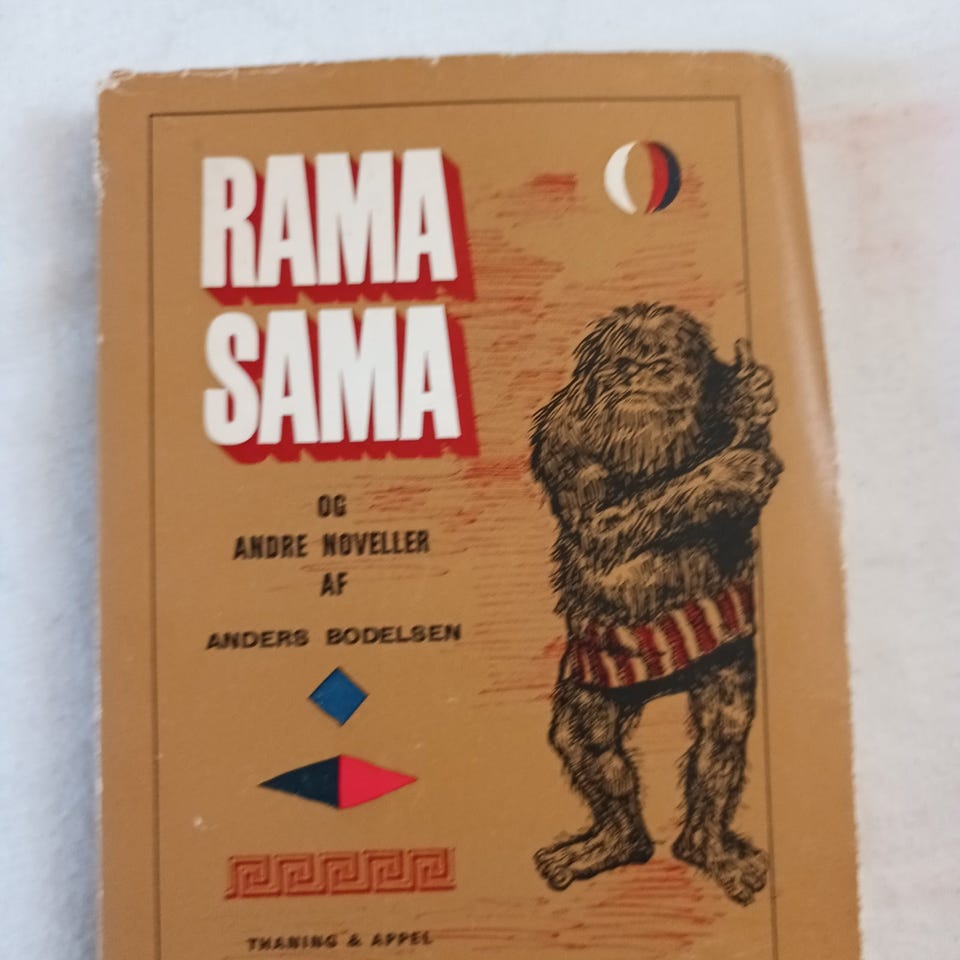 RAMA
SAMA
OG
ANDRE NOVELLER
AF
ANDERS BODELSEN
THANING & APPEL